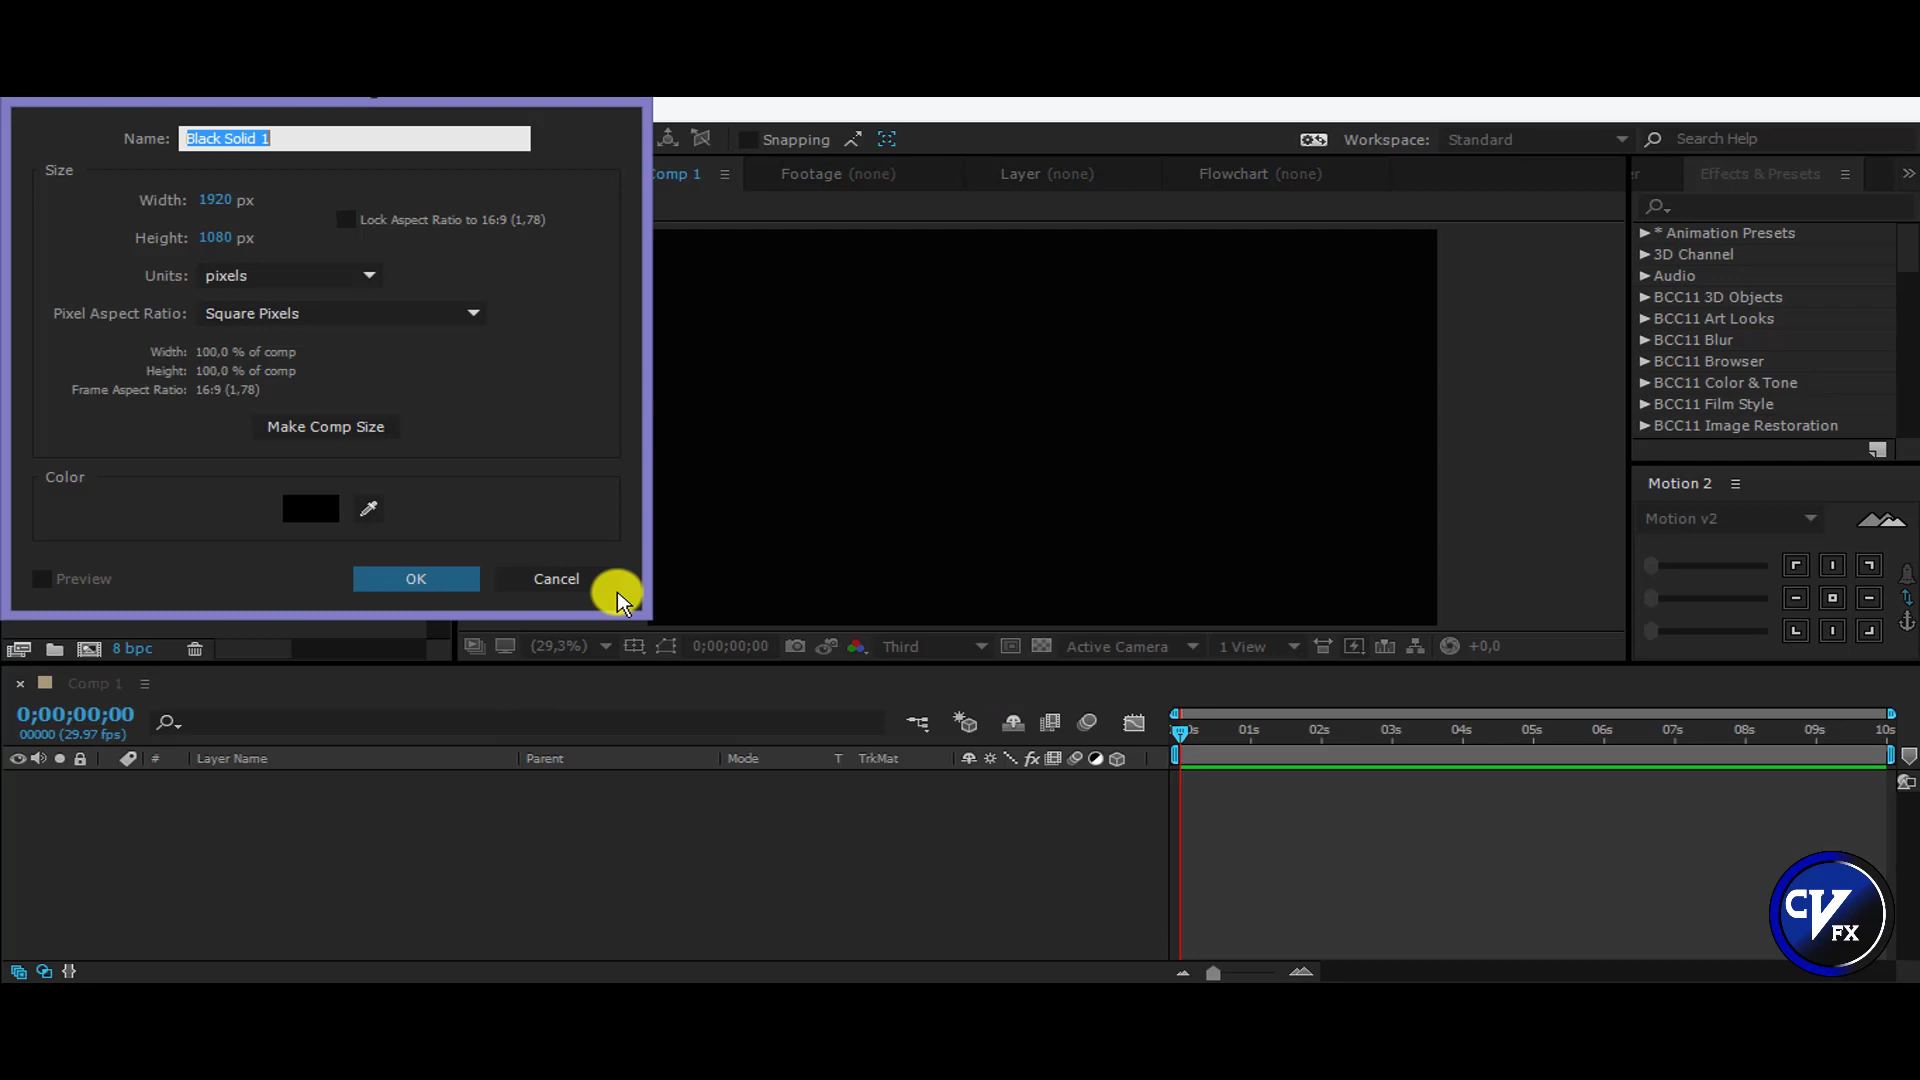 Name: Black Solid 1
Size
Width: 1920 px
Lock Aspect Ratio to 16:9 (1,78)
Height: 1080 px
Units: pixels
Pixel Aspect Ratio: Square Pixels
Width: 100,0 % of comp
Height: 100,0 % of comp
Frame Aspect Ratio: 16:9 (1,78)
Make Comp Size
Color
Preview
OK
Cancel
Snapping
Workspace: Standard
Search Help
Comp 1
Footage (none)
Layer (none)
Flowchart (none)
Effects & Presets
* Animation Presets
3D Channel
Audio
BCC11 3D Objects
BCC11 Art Looks
BCC11 Blur
BCC11 Browser
BCC11 Color & Tone
BCC11 Film Style
BCC11 Image Restoration
Motion 2
Motion v2
8 bpc
(29,3%)
0;00;00;00
Third
Active Camera
1 View
+0,0
Comp 1
0;00;00;00
00000 (29.97 fps)
# Layer Name
Parent
Mode
T TrkMat
fx
01s 02s 03s 04s 05s 06s 07s 08s 09s 10s
CV
FX